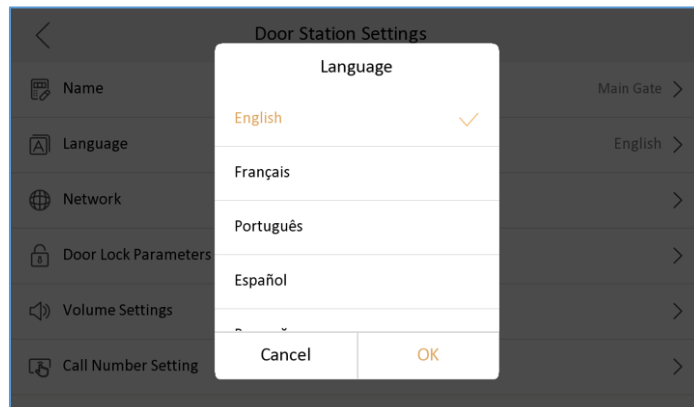 Door Station Settings
Name
Main Gate
Language
English
Network
Door Lock Parameters
Volume Settings
Call Number Setting
Language
English
Français
Português
Español
Cancel
OK